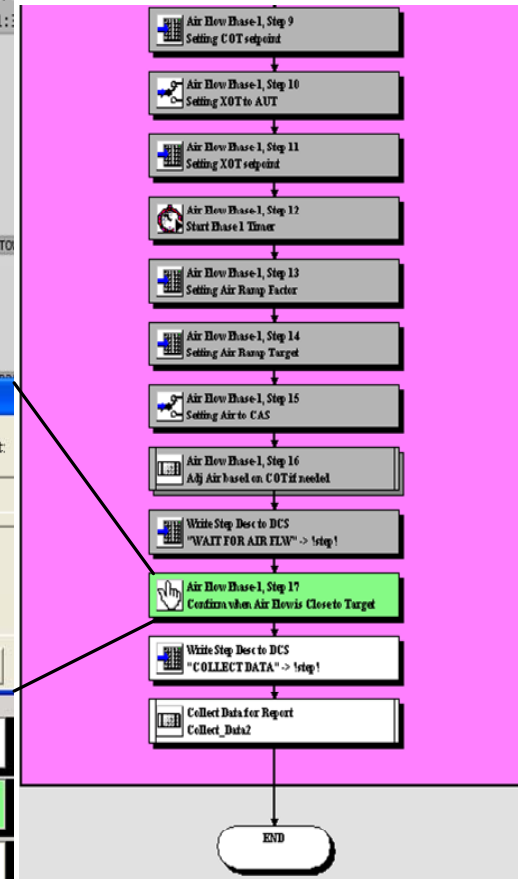 Air Flow Phase-1, Step 9
Setting COT setpoint
Air Flow Phase-1, Step 10
Setting XOT to AUT
Air Flow Phase-1, Step 11
Setting XOT setpoint
Air Flow Phase-1, Step 12
Start Phase 1 Timer
Air Flow Phase-1, Step 13
Setting Air Ramp Factor
Air Flow Phase-1, Step 14
Setting Air Ramp Target
Air Flow Phase-1, Step 15
Setting Air to CAS
Air Flow Phase-1, Step 16
Adj Air based on COT if needed
Write Step Desc to DCS
"WAIT FOR AIR FLW" -> !step!
Air Flow Phase-1, Step 17
Confirm when Air Flow is Close to Target
Write Step Desc to DCS
"COLLECT DATA" -> !step!
Collect Data for Report
Collect_Data2
END